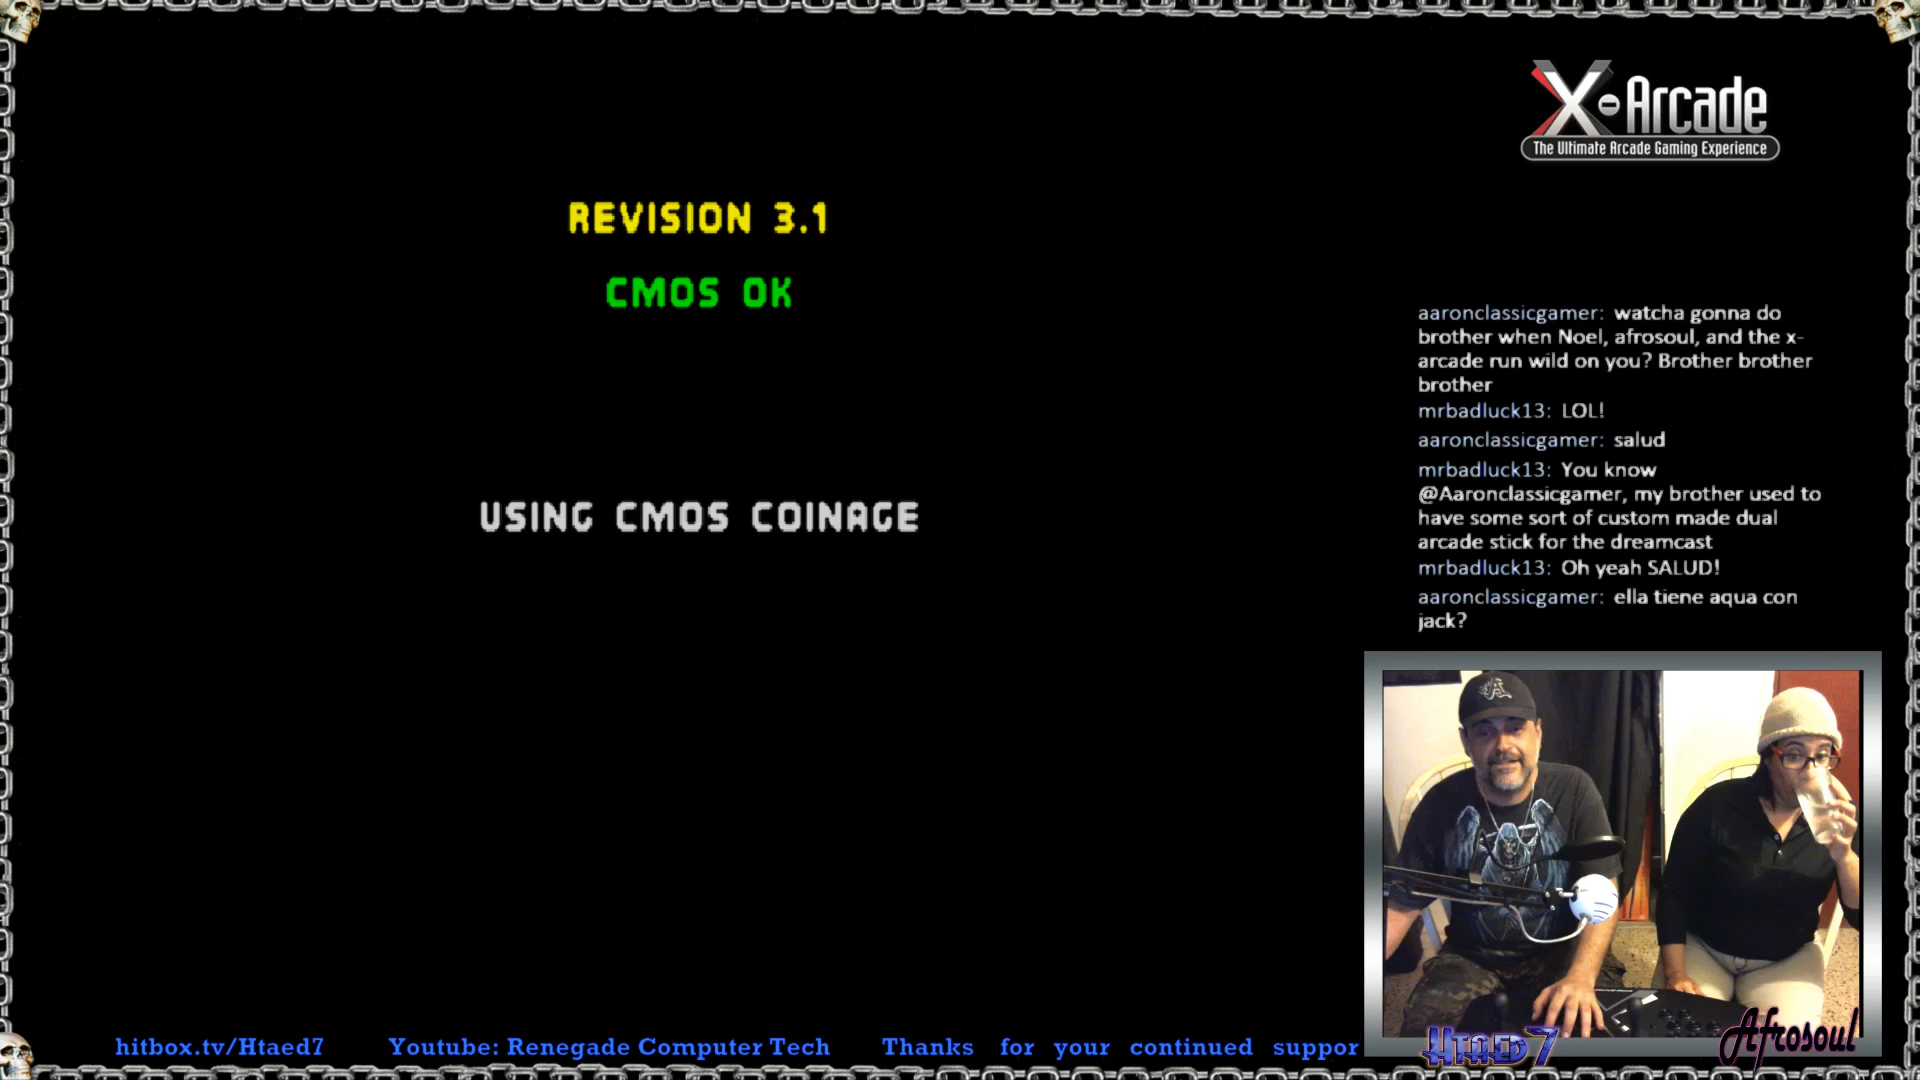 X-Arcade
The Ultimate Arcade Gaming Experience
REVISION 3.1
CMOS OK
USING CMOS COINAGE
aaronclassicgamer: watcha gonna do
brother when Noel, afrosoul, and the x-
arcade run wild on you? Brother brother
brother
mrbadluck13: LOL!
aaronclassicgamer: salud
mrbadluck13: You know
@Aaronclassicgamer, my brother used to
have some sort of custom made dual
arcade stick for the dreamcast
mrbadluck13: Oh yeah SALUD!
aaronclassicgamer: ella tiene aqua con
jack?
hitbox.tv/Htaed7 Youtube: Renegade Computer Tech Thanks for your continued suppor
Htaed7
Afrosoul